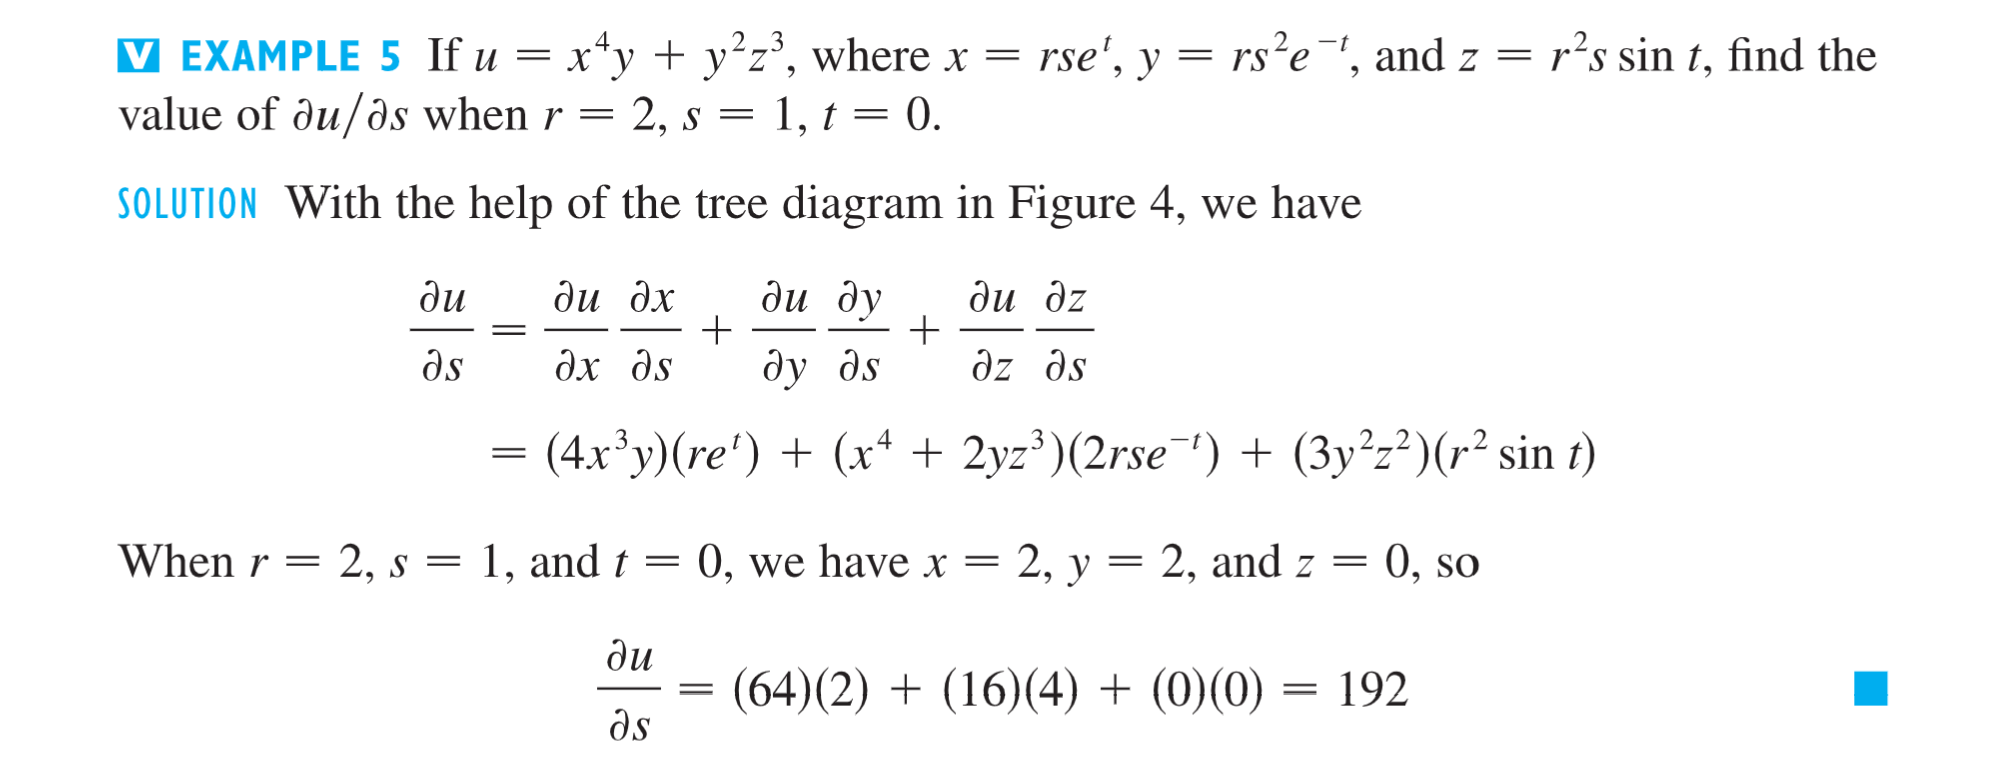 V EXAMPLE 5 If u = x⁴y + y²z³, where x = rseᵗ, y = rs²e⁻ᵗ, and z = r²s sin t, find the
value of ∂u/∂s when r = 2, s = 1, t = 0.
SOLUTION With the help of the tree diagram in Figure 4, we have
∂u/∂s = ∂u/∂x ∂x/∂s + ∂u/∂y ∂y/∂s + ∂u/∂z ∂z/∂s
= (4x³y)(reᵗ) + (x⁴ + 2yz³)(2rse⁻ᵗ) + (3y²z²)(r² sin t)
When r = 2, s = 1, and t = 0, we have x = 2, y = 2, and z = 0, so
∂u/∂s = (64)(2) + (16)(4) + (0)(0) = 192